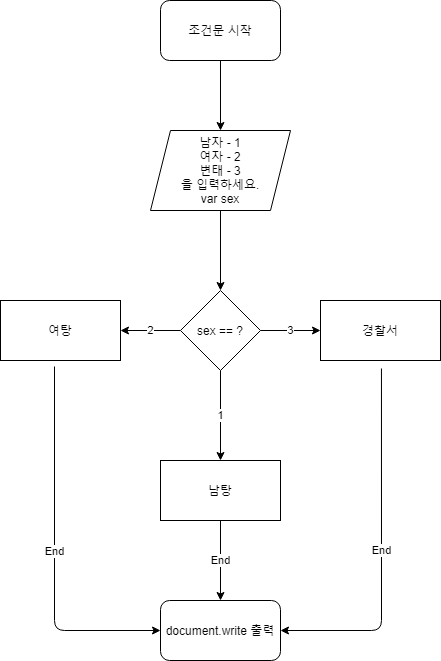 조건문 시작
남자 - 1
여자 - 2
변태 - 3
을 입력하세요.
var sex
여탕
2
sex == ?
3
경찰서
1
남탕
End
End
End
document.write 출력